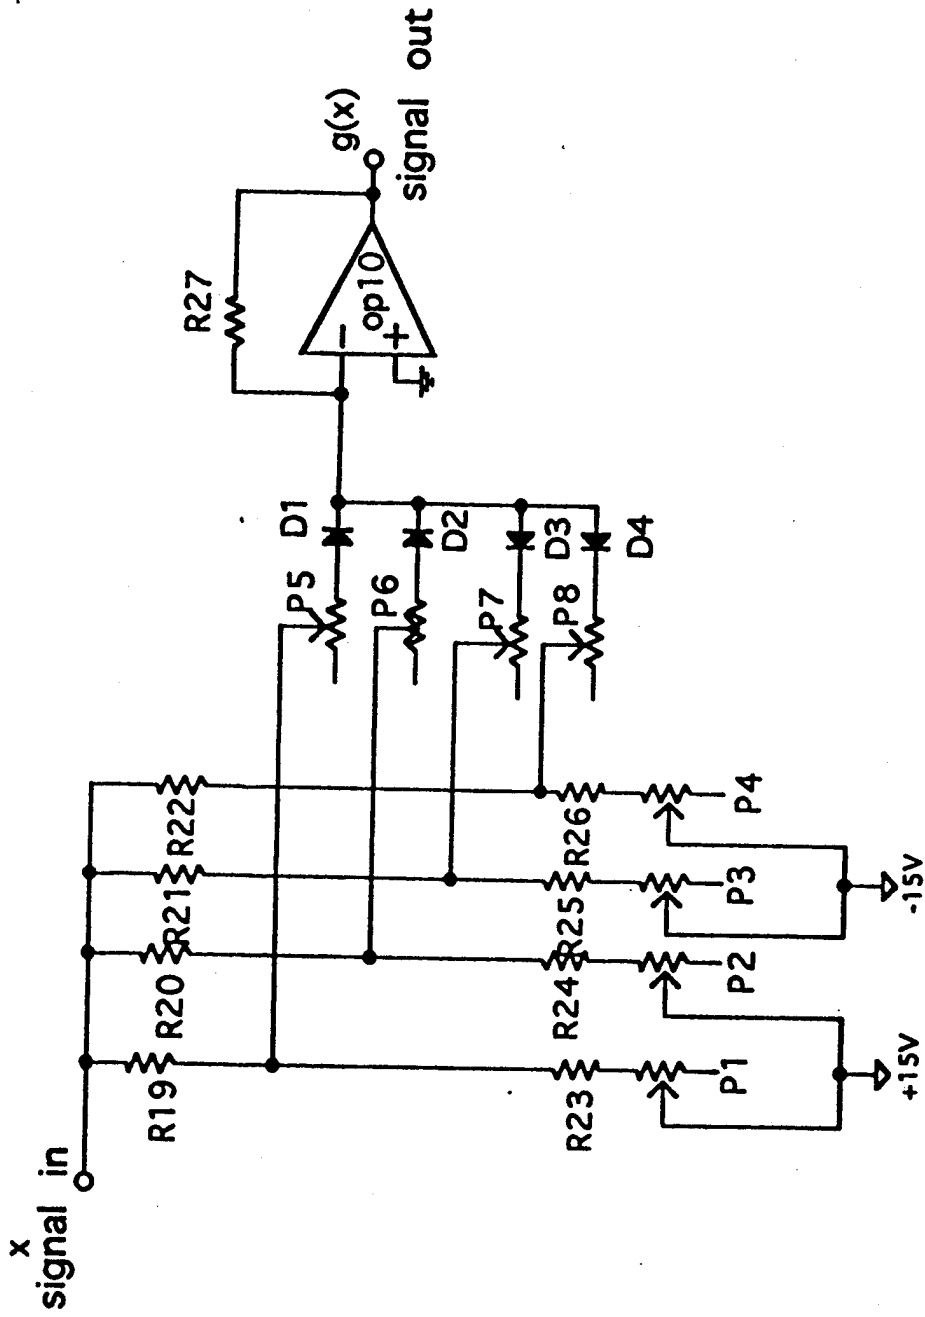 x
signal in
R19
R20
R21
R22
R23
R24
R25
R26
P1
P2
P3
P4
+15V
-15V
P5
P6
P7
P8
D1
D2
D3
D4
R27
−
+
op10
g(x)
signal out